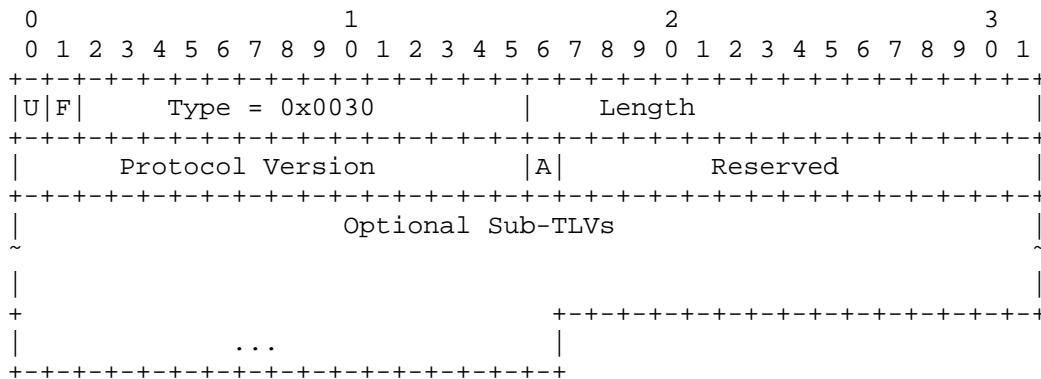 0                   1                   2                   3
 0 1 2 3 4 5 6 7 8 9 0 1 2 3 4 5 6 7 8 9 0 1 2 3 4 5 6 7 8 9 0 1
+-+-+-+-+-+-+-+-+-+-+-+-+-+-+-+-+-+-+-+-+-+-+-+-+-+-+-+-+-+-+-+-+
|U|F|     Type = 0x0030         |    Length                     |
+-+-+-+-+-+-+-+-+-+-+-+-+-+-+-+-+-+-+-+-+-+-+-+-+-+-+-+-+-+-+-+-+
|      Protocol Version         |A|         Reserved            |
+-+-+-+-+-+-+-+-+-+-+-+-+-+-+-+-+-+-+-+-+-+-+-+-+-+-+-+-+-+-+-+-+
|                    Optional Sub-TLVs                          |
~                                                               ~
|                                                               |
+                                 +-+-+-+-+-+-+-+-+-+-+-+-+-+-+-+
|             ...                 |
+-+-+-+-+-+-+-+-+-+-+-+-+-+-+-+-+-+